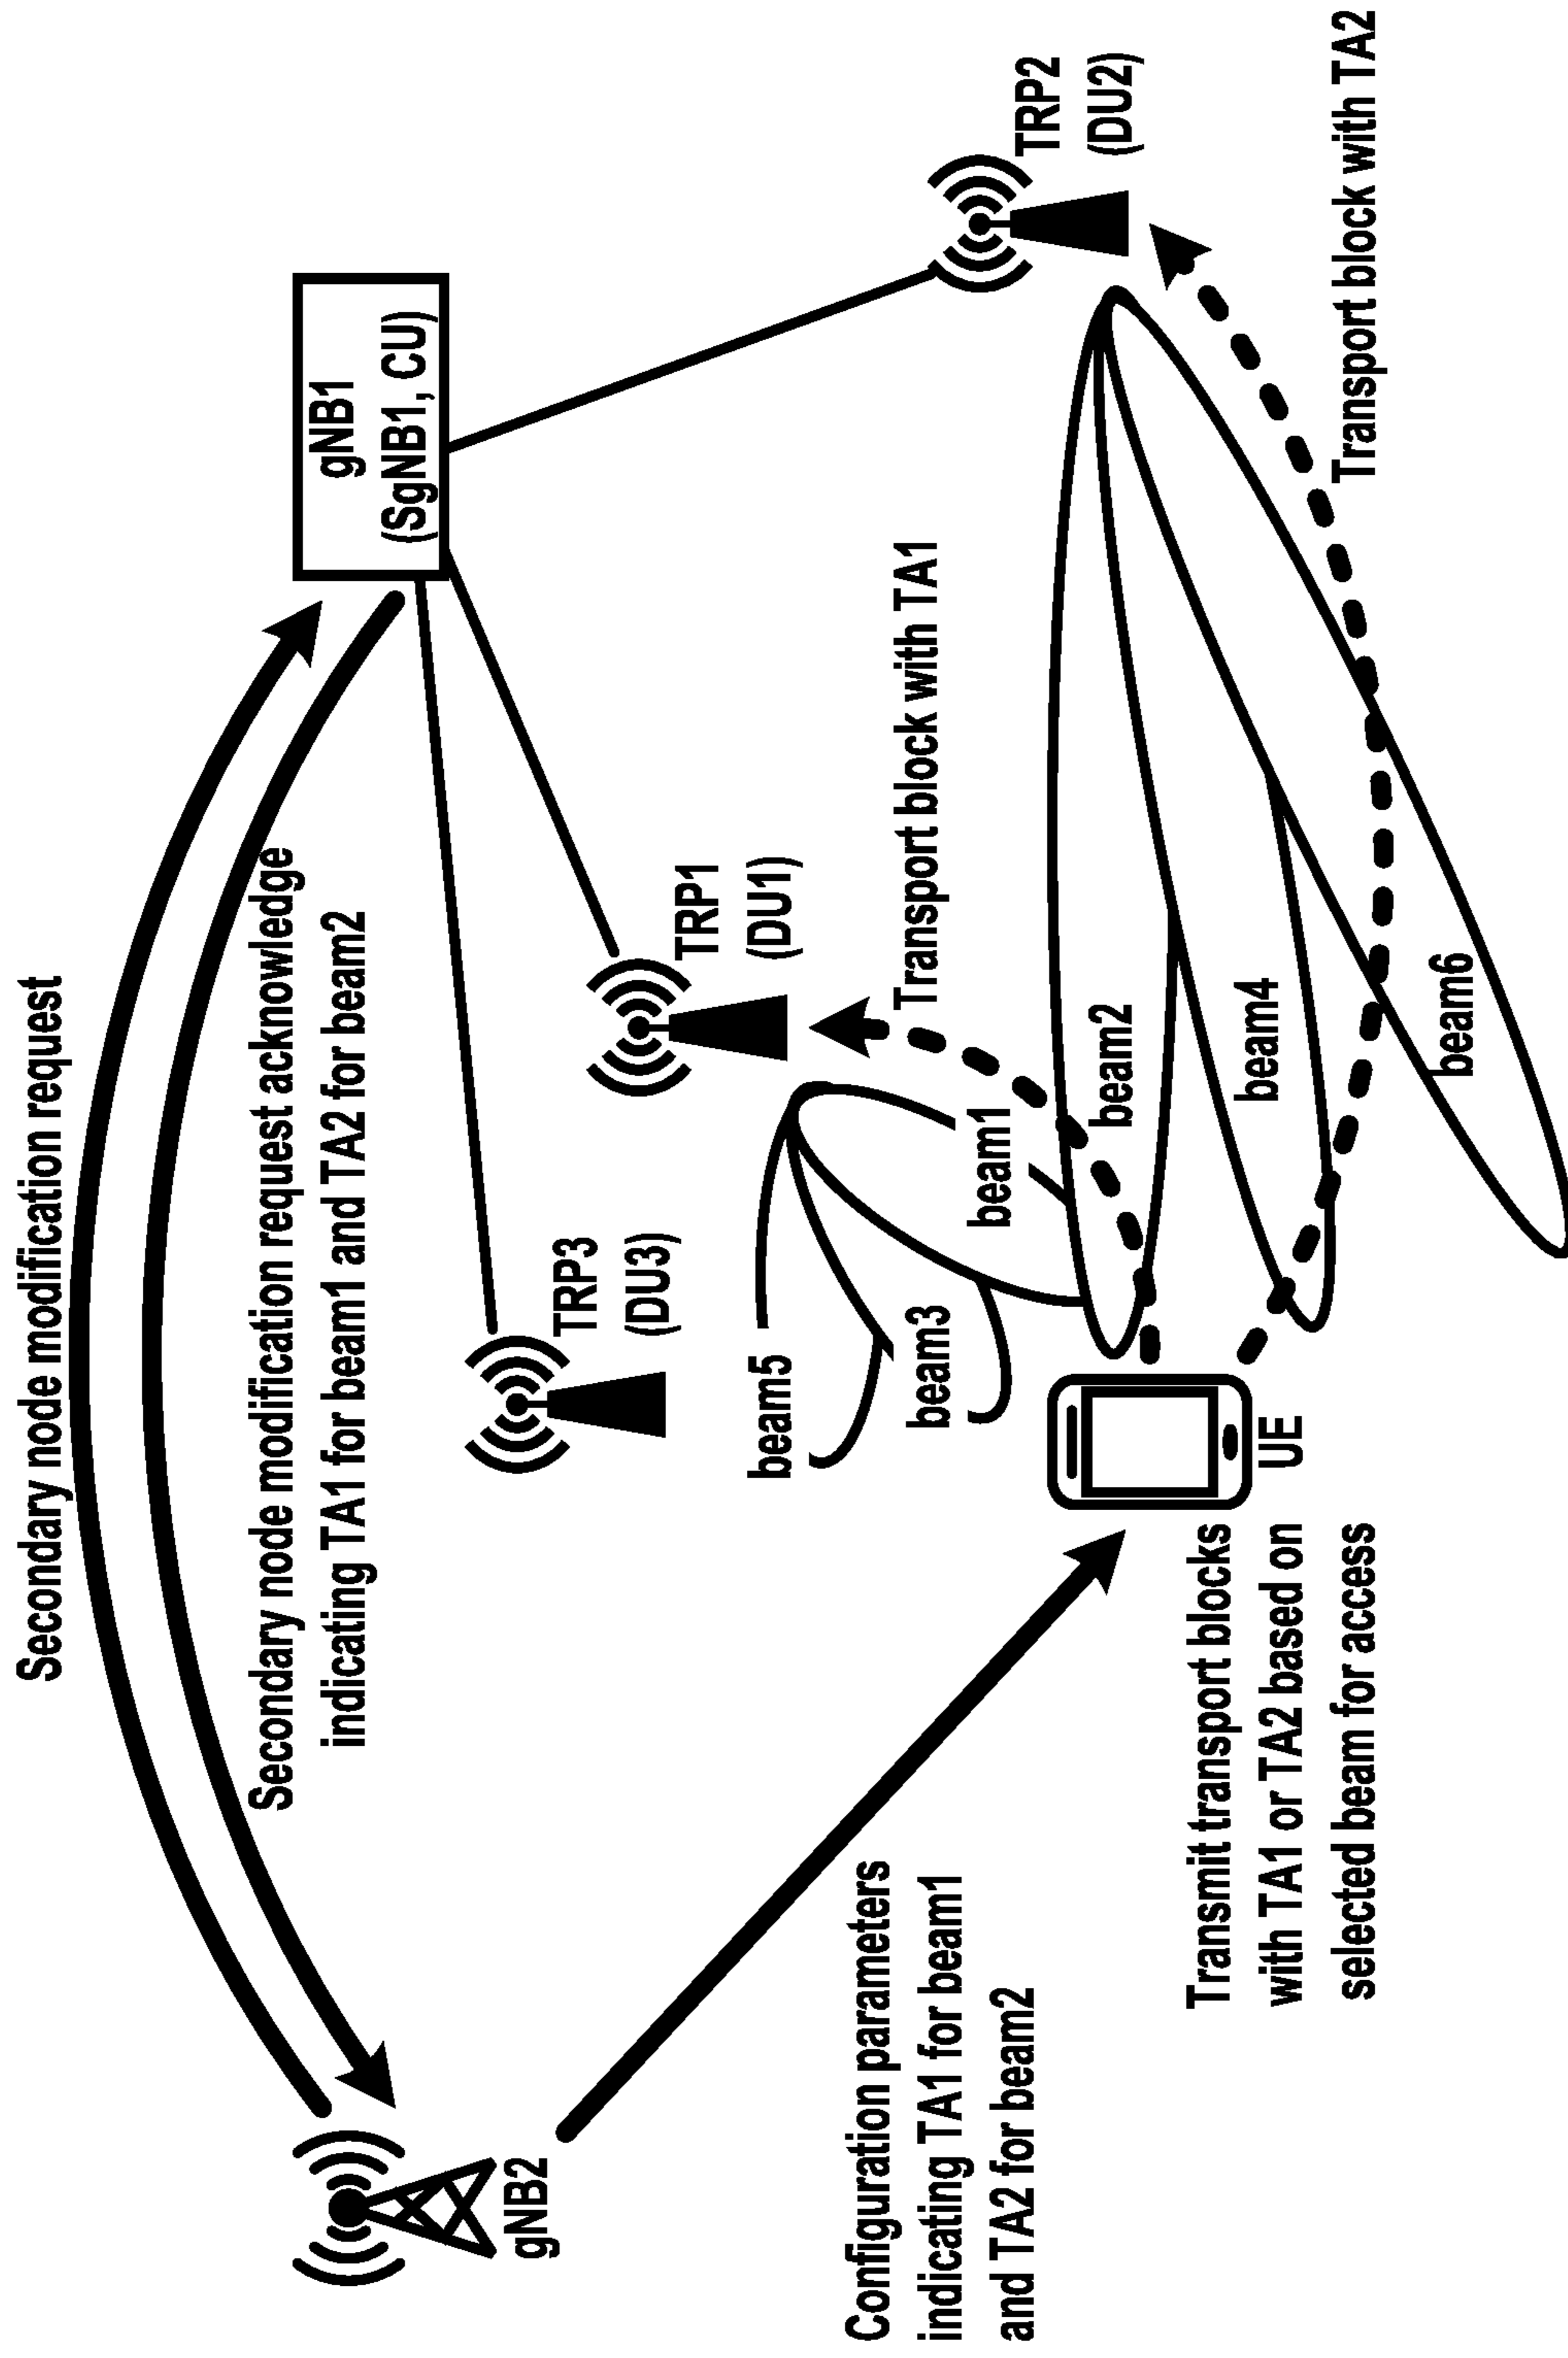 Secondary node modification request
Secondary node modification request acknowledge
indicating TA1 for beam1 and TA2 for beam2
gNB1
(SgNB1, CU)
gNB2
TRP3
(DU3)
TRP1
(DU1)
TRP2
(DU2)
Configuration parameters
indicating TA1 for beam1
and TA2 for beam2
beam5
beam3
beam1
Transport block with TA1
beam2
beam4
beam6
UE
Transmit transport blocks
with TA1 or TA2 based on
selected beam for access
Transport block with TA2